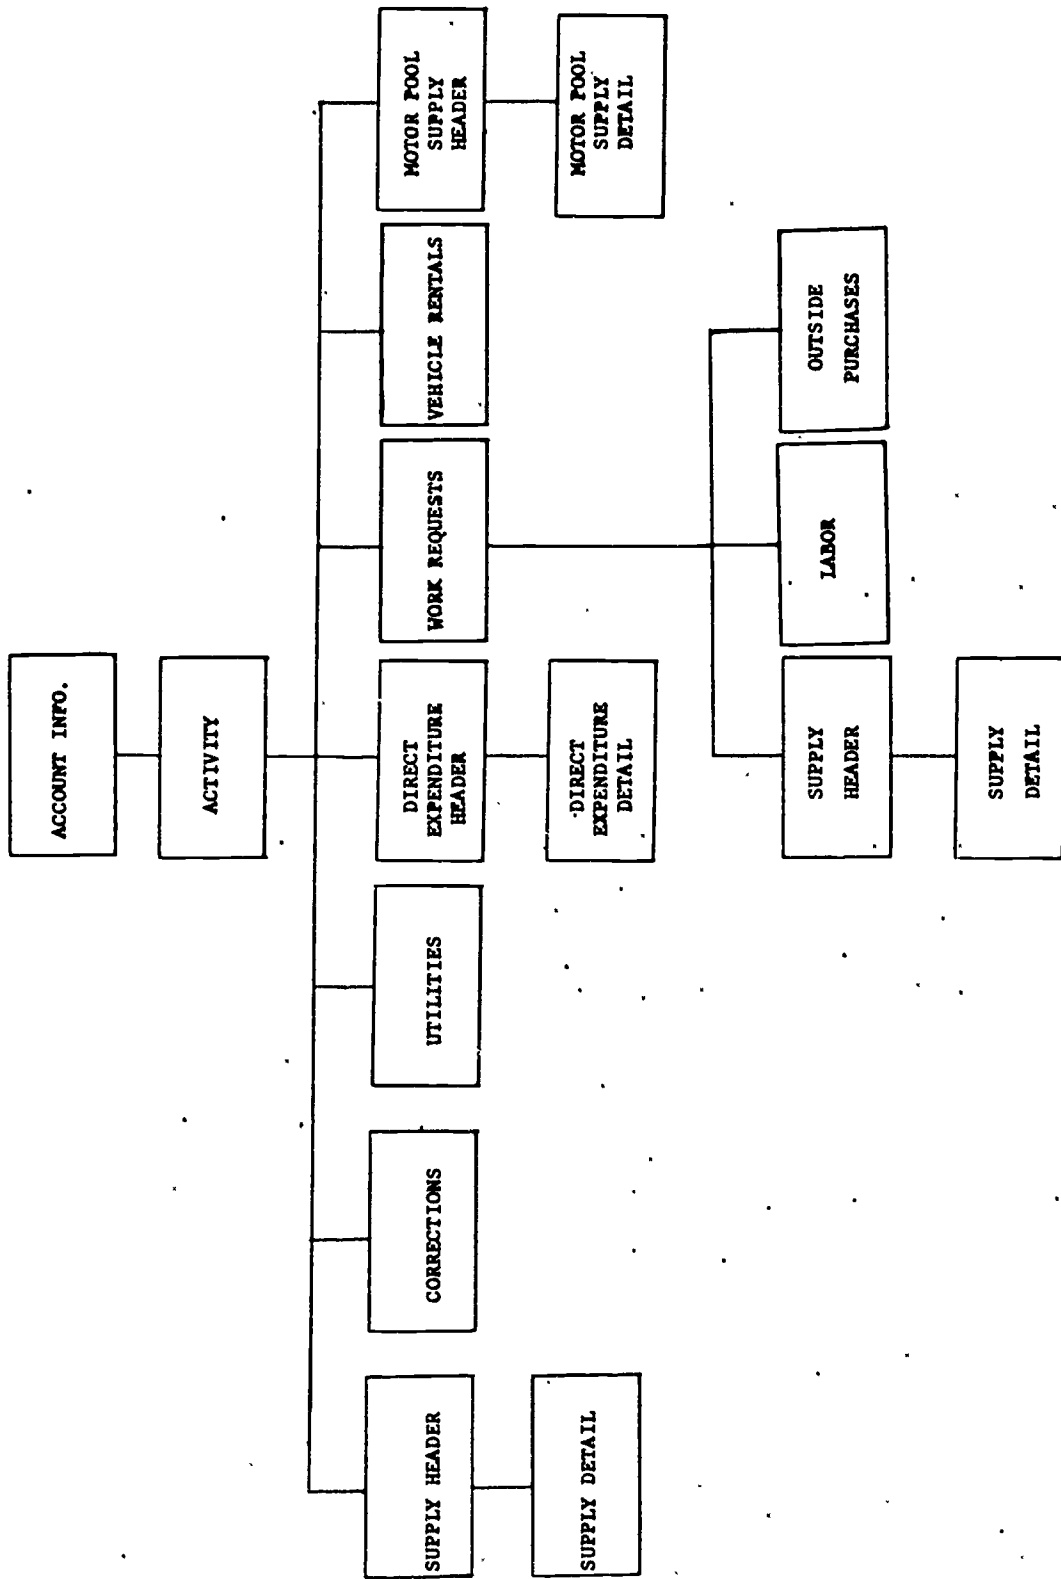 ACCOUNT INFO.
ACTIVITY
SUPPLY HEADER
CORRECTIONS
UTILITIES
DIRECT
EXPENDITURE
HEADER
WORK REQUESTS
VEHICLE RENTALS
MOTOR POOL
SUPPLY
HEADER
SUPPLY DETAIL
DIRECT
EXPENDITURE
DETAIL
MOTOR POOL
SUPPLY
DETAIL
SUPPLY
HEADER
LABOR
OUTSIDE
PURCHASES
SUPPLY
DETAIL